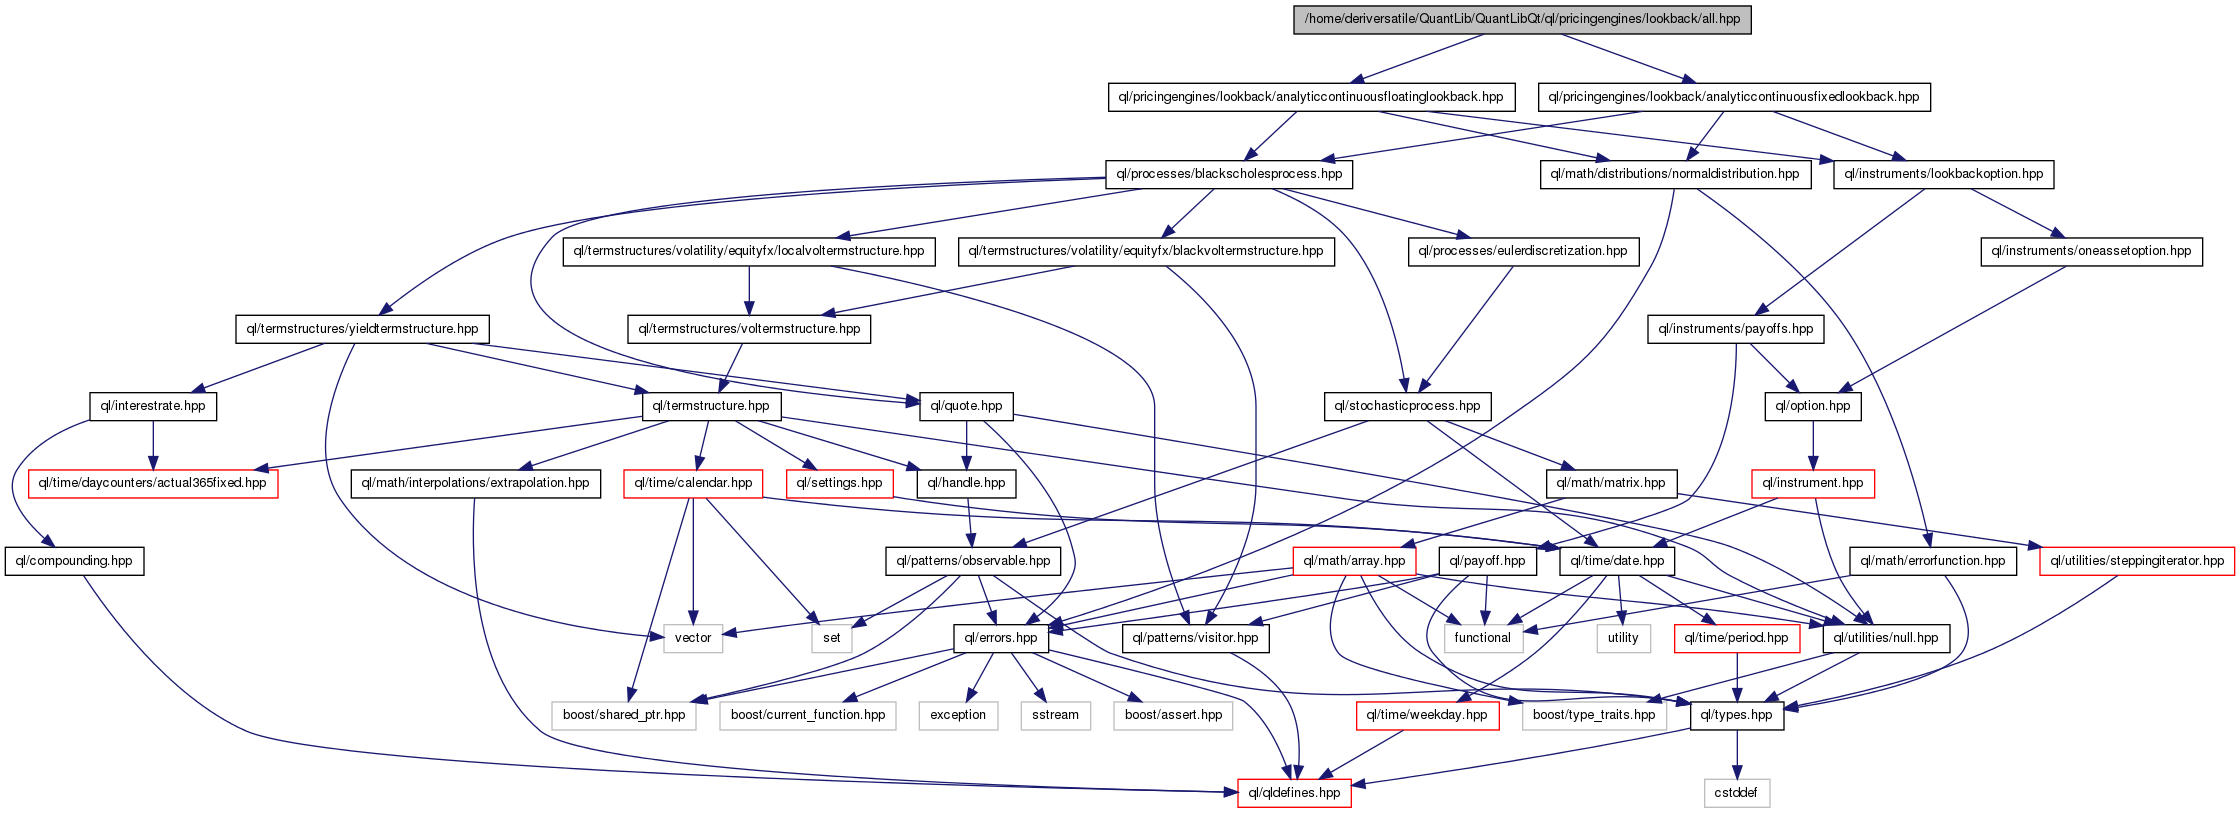 /home/deriversatile/QuantLib/QuantLibQt/ql/pricingengines/lookback/all.hpp
ql/pricingengines/lookback/analyticcontinuousfloatinglookback.hpp
ql/pricingengines/lookback/analyticcontinuousfixedlookback.hpp
ql/processes/blackscholesprocess.hpp
ql/math/distributions/normaldistribution.hpp
ql/instruments/lookbackoption.hpp
ql/termstructures/volatility/equityfx/localvoltermstructure.hpp
ql/termstructures/volatility/equityfx/blackvoltermstructure.hpp
ql/processes/eulerdiscretization.hpp
ql/instruments/oneassetoption.hpp
ql/termstructures/yieldtermstructure.hpp
ql/termstructures/voltermstructure.hpp
ql/instruments/payoffs.hpp
ql/interestrate.hpp
ql/termstructure.hpp
ql/quote.hpp
ql/stochasticprocess.hpp
ql/option.hpp
ql/time/daycounters/actual365fixed.hpp
ql/math/interpolations/extrapolation.hpp
ql/time/calendar.hpp
ql/settings.hpp
ql/handle.hpp
ql/math/matrix.hpp
ql/instrument.hpp
ql/compounding.hpp
ql/patterns/observable.hpp
ql/math/array.hpp
ql/payoff.hpp
ql/time/date.hpp
ql/math/errorfunction.hpp
ql/utilities/steppingiterator.hpp
vector
set
ql/errors.hpp
ql/patterns/visitor.hpp
functional
utility
ql/time/period.hpp
ql/utilities/null.hpp
boost/shared_ptr.hpp
boost/current_function.hpp
exception
sstream
boost/assert.hpp
ql/time/weekday.hpp
boost/type_traits.hpp
ql/types.hpp
ql/qldefines.hpp
cstddef